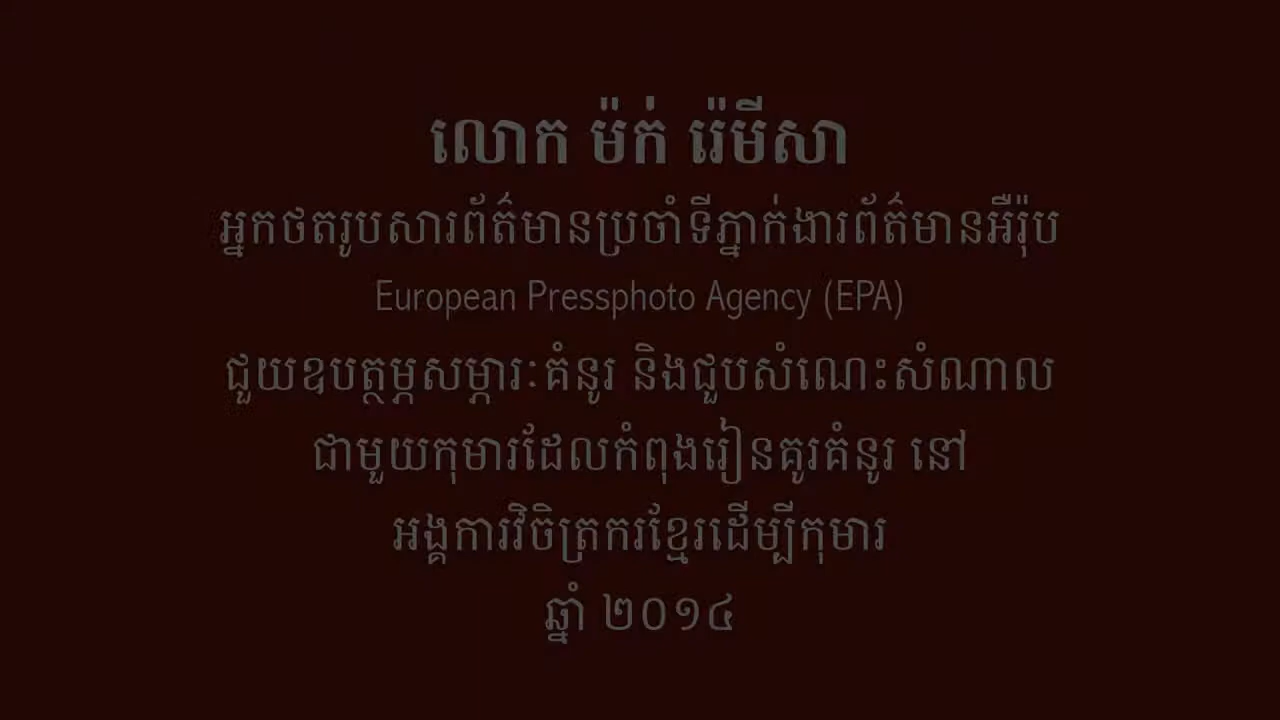 លោក ម៉ក់ រ៉េមីសា
អ្នកថតរូបសារព័ត៌មានប្រចាំទីភ្នាក់ងារព័ត៌មានអឺរ៉ុប
European Pressphoto Agency (EPA)
ជួយឧបត្ថម្ភសម្ភារៈគំនូរ និងជួបសំណេះសំណាល
ជាមួយកុមារដែលកំពុងរៀនគូរគំនូរ នៅ
អង្គការវិចិត្រករខ្មែរដើម្បីកុមារ
ឆ្នាំ ២០១៤